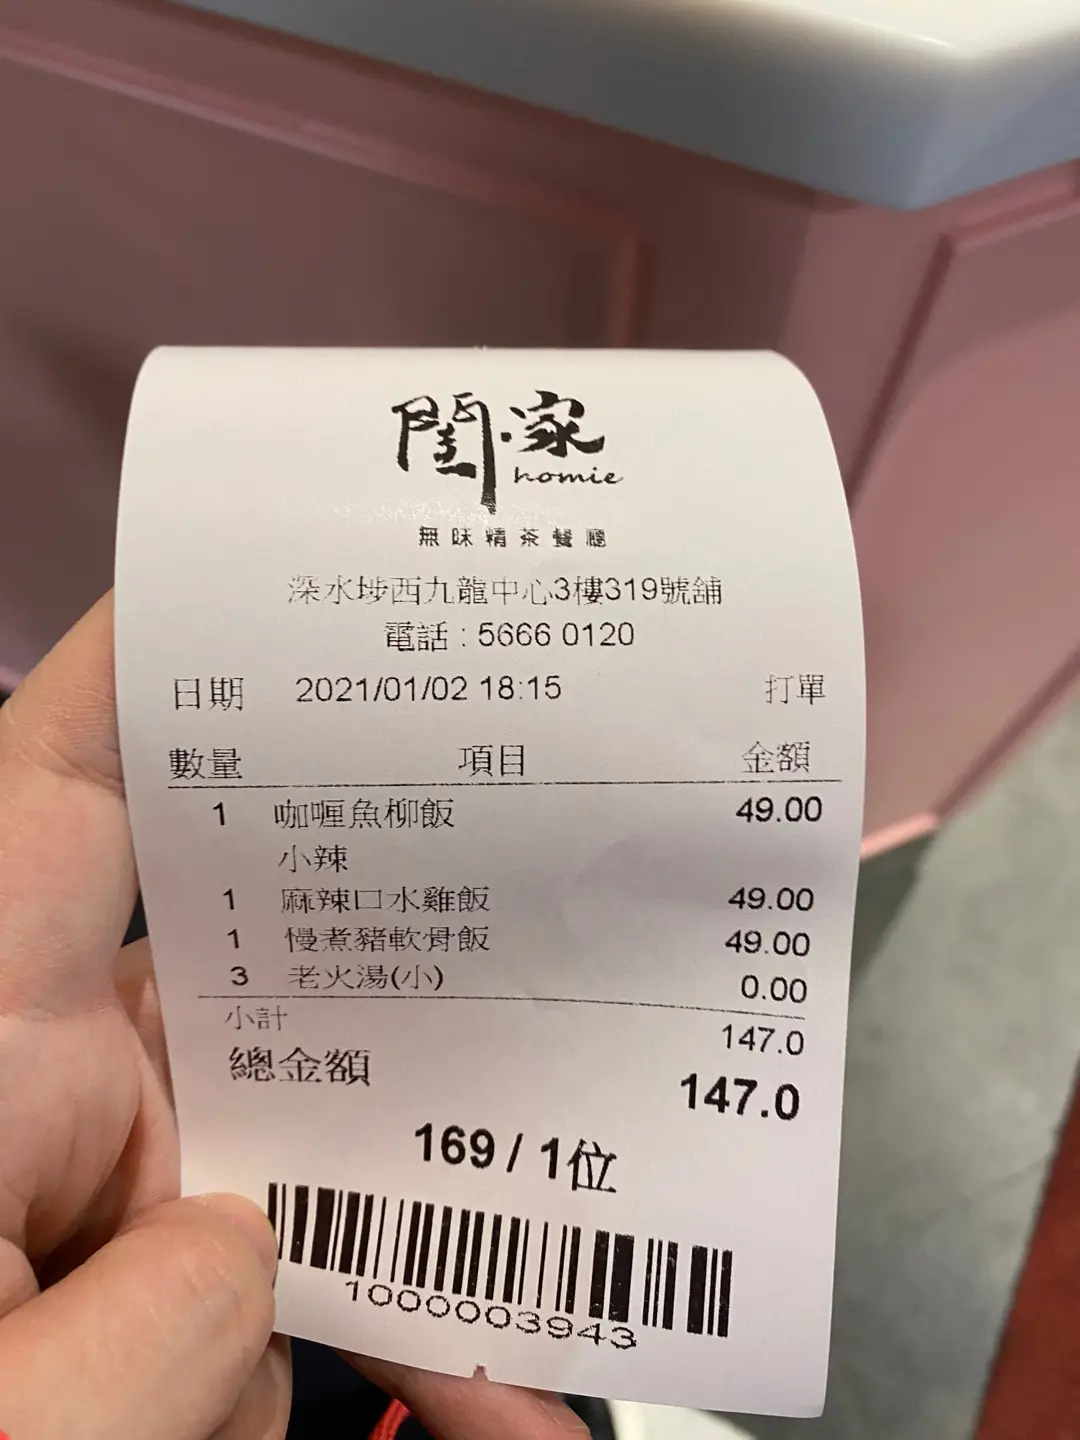 閨·家
homie
無味精茶餐廳
深水埗西九龍中心3樓319號舖
電話 : 5666 0120
日期 2021/01/02 18:15 打單
數量 項目 金額
1 咖喱魚柳飯 49.00
小辣
1 麻辣口水雞飯 49.00
1 慢煮豬軟骨飯 49.00
3 老火湯(小) 0.00
小計 147.0
總金額 147.0
169 / 1位
1000003943